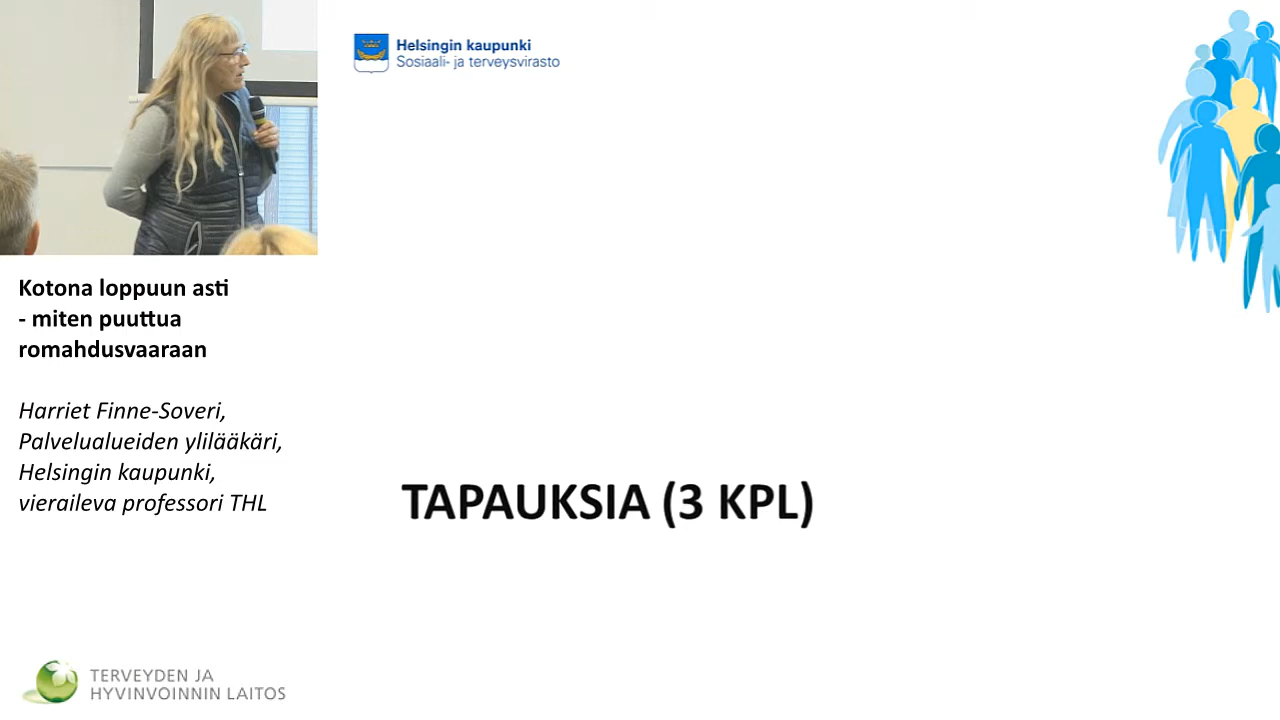 Helsingin kaupunki
Sosiaali- ja terveysvirasto
Kotona loppuun asti
- miten puuttua
romahdusvaaraan
Harriet Finne-Soveri,
Palvelualueiden ylilääkäri,
Helsingin kaupunki,
vieraileva professori THL
TAPAUKSIA (3 KPL)
TERVEYDEN JA
HYVINVOINNIN LAITOS